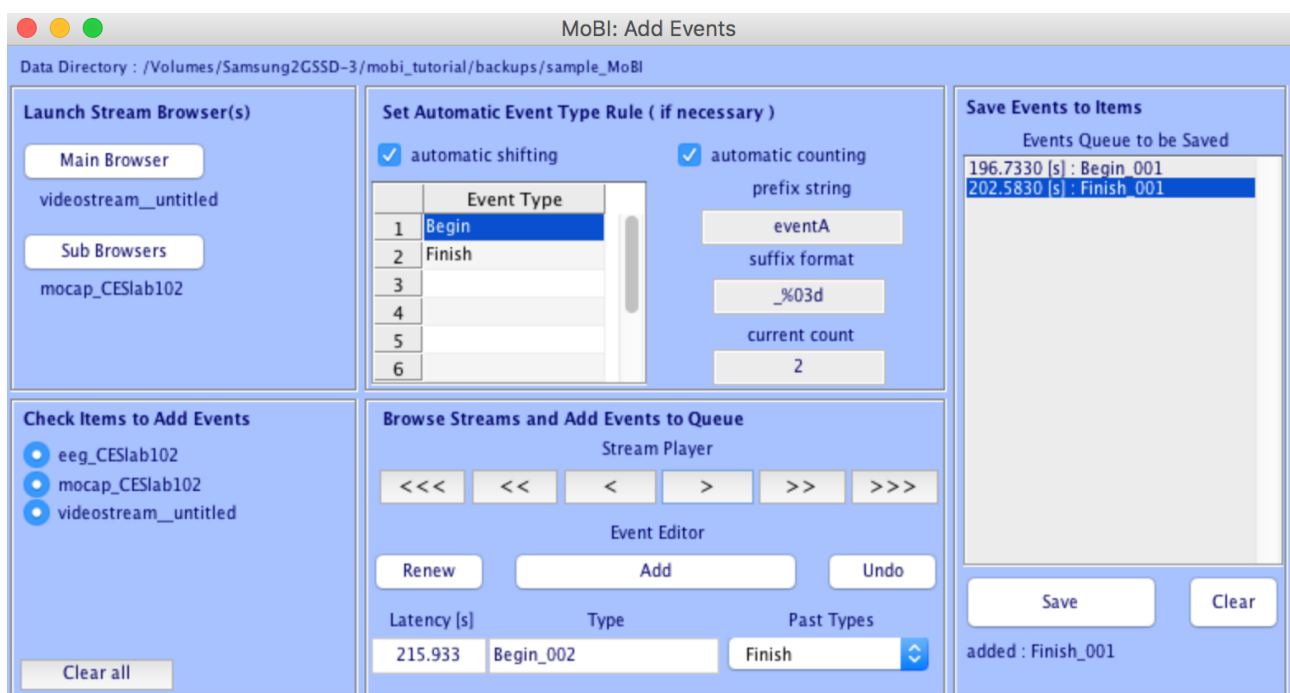 MoBI: Add Events
Data Directory : /Volumes/Samsung2GSSD-3/mobi_tutorial/backups/sample_MoBI
Launch Stream Browser(s)
Main Browser
videostream__untitled
Sub Browsers
mocap_CESlab102
Set Automatic Event Type Rule ( if necessary )
automatic shifting
Event Type
1 Begin
2 Finish
3
4
5
6
automatic counting
prefix string
eventA
suffix format
_%03d
current count
2
Save Events to Items
Events Queue to be Saved
196.7330 [s] : Begin_001
202.5830 [s] : Finish_001
Save Clear
added : Finish_001
Check Items to Add Events
eeg_CESlab102
mocap_CESlab102
videostream__untitled
Clear all
Browse Streams and Add Events to Queue
Stream Player
<<< << < > >> >>>
Event Editor
Renew Add Undo
Latency [s] Type Past Types
215.933 Begin_002 Finish